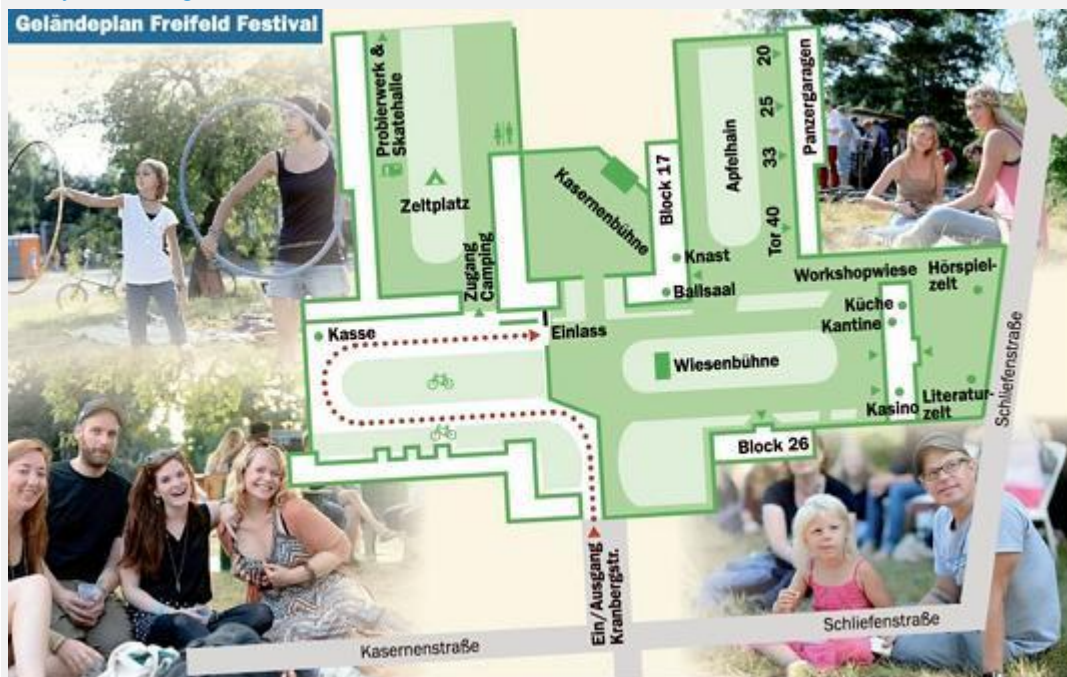 Geländeplan Freifeld Festival
Probierwerk &
Skatehalle
Zeltplatz
Zugang
Camping
Kasernenbühne
Block 17
Apfelhain
20
25
33
Tor 40
Panzergaragen
Knast
Ballsaal
Workshopwiese
Hörspiel-
zelt
Küche
Kantine
Kasse
Einlass
Wiesenbühne
Kasino
Literatur-
zelt
Block 26
Ein/Ausgang
Kranbergstr.
Kasernenstraße
Schliefenstraße
Schliefenstraße